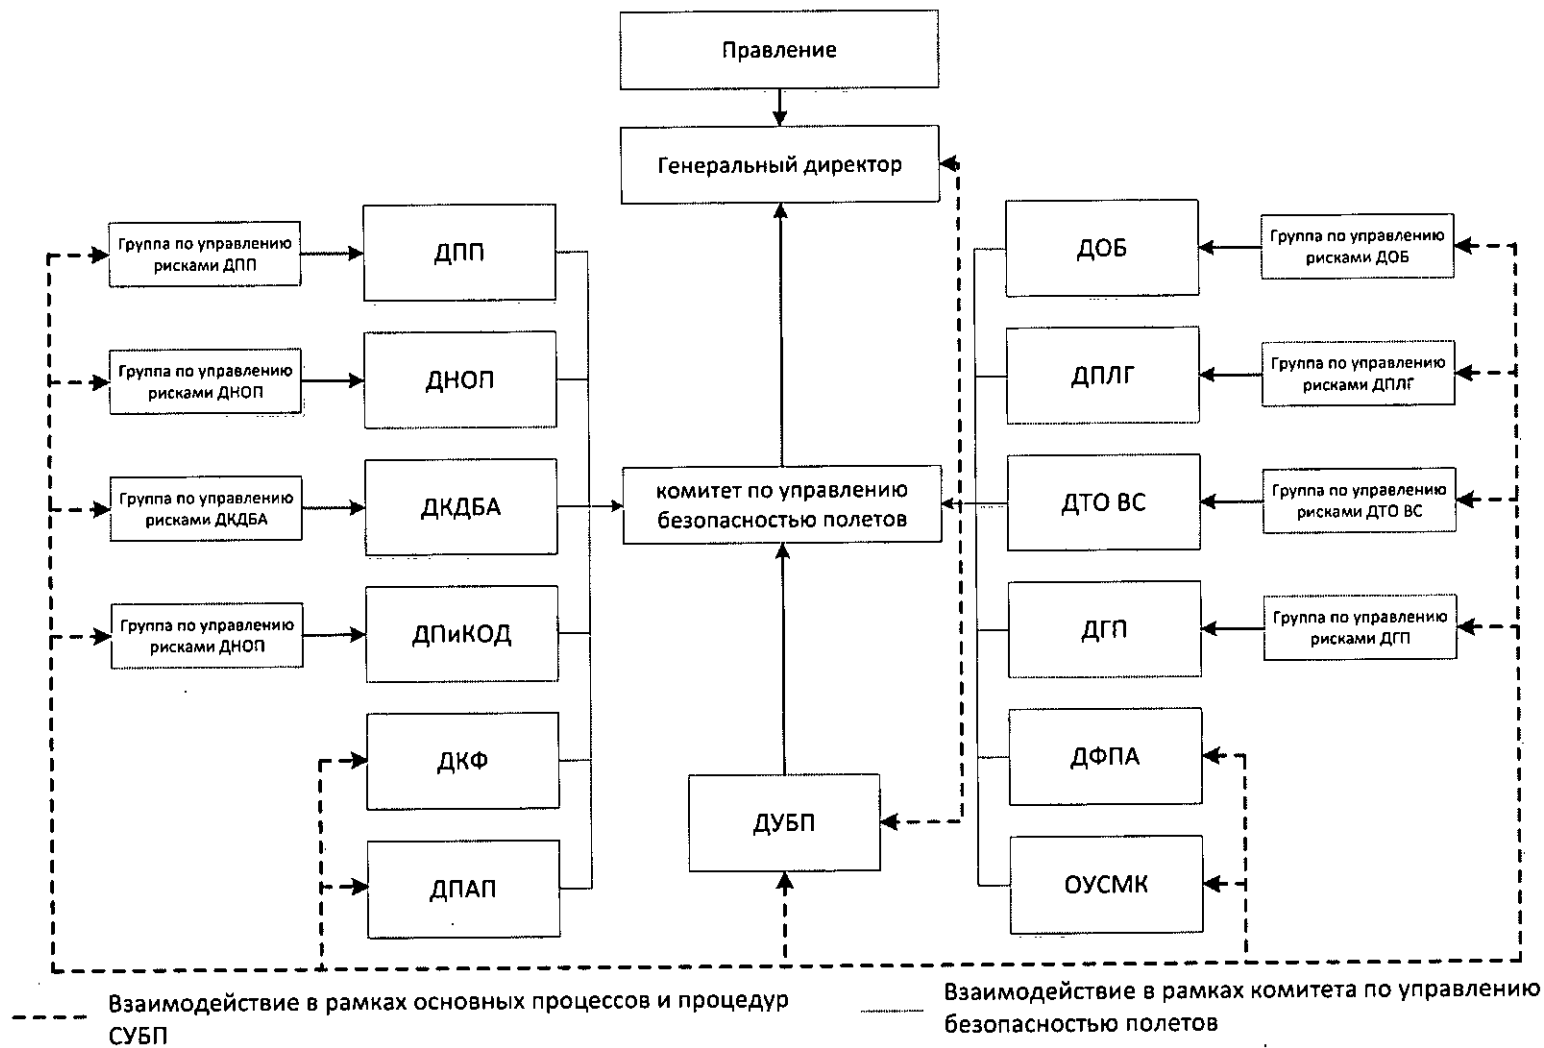 Правление
Генеральный директор
Группа по управлению
рисками ДПП
ДПП
ДОБ
Группа по управлению
рисками ДОБ
Группа по управлению
рисками ДНОП
ДНОП
ДПЛГ
Группа по управлению
рисками ДПЛГ
Группа по управлению
рисками ДКДБА
ДКДБА
комитет по управлению
безопасностью полетов
ДТО ВС
Группа по управлению
рисками ДТО ВС
Группа по управлению
рисками ДНОП
ДПиКОД
ДГП
Группа по управлению
рисками ДГП
ДКФ
ДУБП
ДФПА
ДПАП
ОУСМК
Взаимодействие в рамках основных процессов и процедур
СУБП
Взаимодействие в рамках комитета по управлению
безопасностью полетов